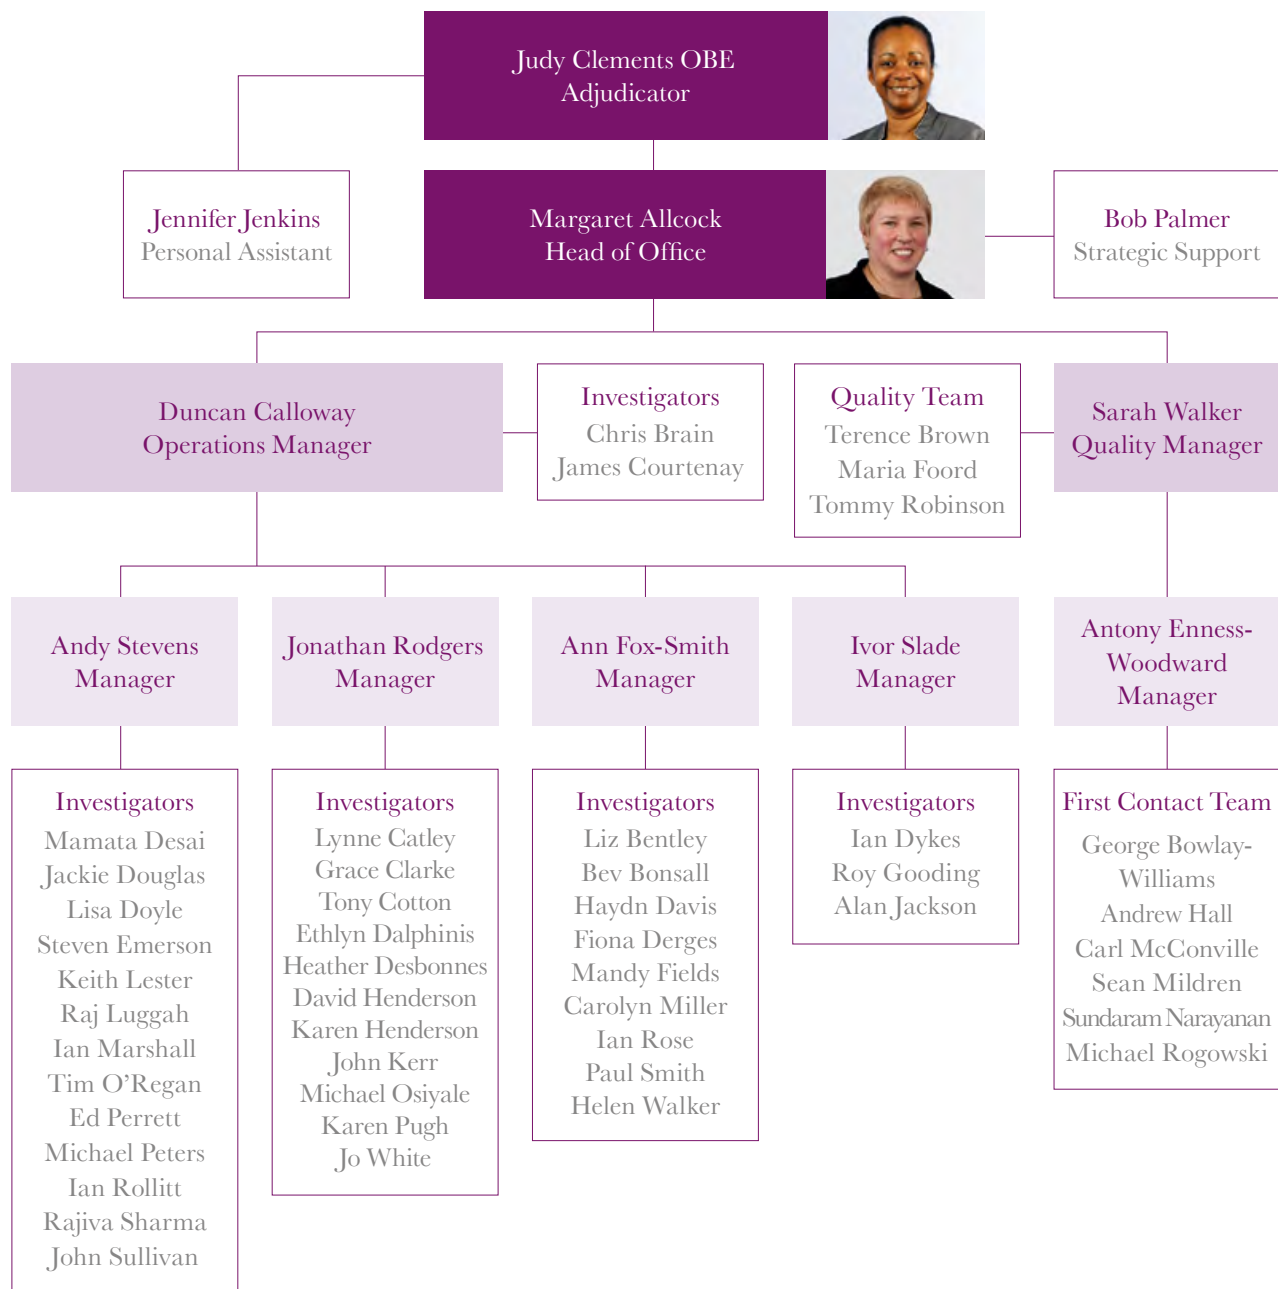 Judy Clements OBE
Adjudicator
Jennifer Jenkins
Personal Assistant
Margaret Allcock
Head of Office
Bob Palmer
Strategic Support
Duncan Calloway
Operations Manager
Investigators
Chris Brain
James Courtenay
Quality Team
Terence Brown
Maria Foord
Tommy Robinson
Sarah Walker
Quality Manager
Andy Stevens
Manager
Jonathan Rodgers
Manager
Ann Fox-Smith
Manager
Ivor Slade
Manager
Antony Enness-
Woodward
Manager
Investigators
Mamata Desai
Jackie Douglas
Lisa Doyle
Steven Emerson
Keith Lester
Raj Luggah
Ian Marshall
Tim O’Regan
Ed Perrett
Michael Peters
Ian Rollitt
Rajiva Sharma
John Sullivan
Investigators
Lynne Catley
Grace Clarke
Tony Cotton
Ethlyn Dalphinis
Heather Desbonnes
David Henderson
Karen Henderson
John Kerr
Michael Osiyale
Karen Pugh
Jo White
Investigators
Liz Bentley
Bev Bonsall
Haydn Davis
Fiona Derges
Mandy Fields
Carolyn Miller
Ian Rose
Paul Smith
Helen Walker
Investigators
Ian Dykes
Roy Gooding
Alan Jackson
First Contact Team
George Bowlay-
Williams
Andrew Hall
Carl McConville
Sean Mildren
Sundaram Narayanan
Michael Rogowski